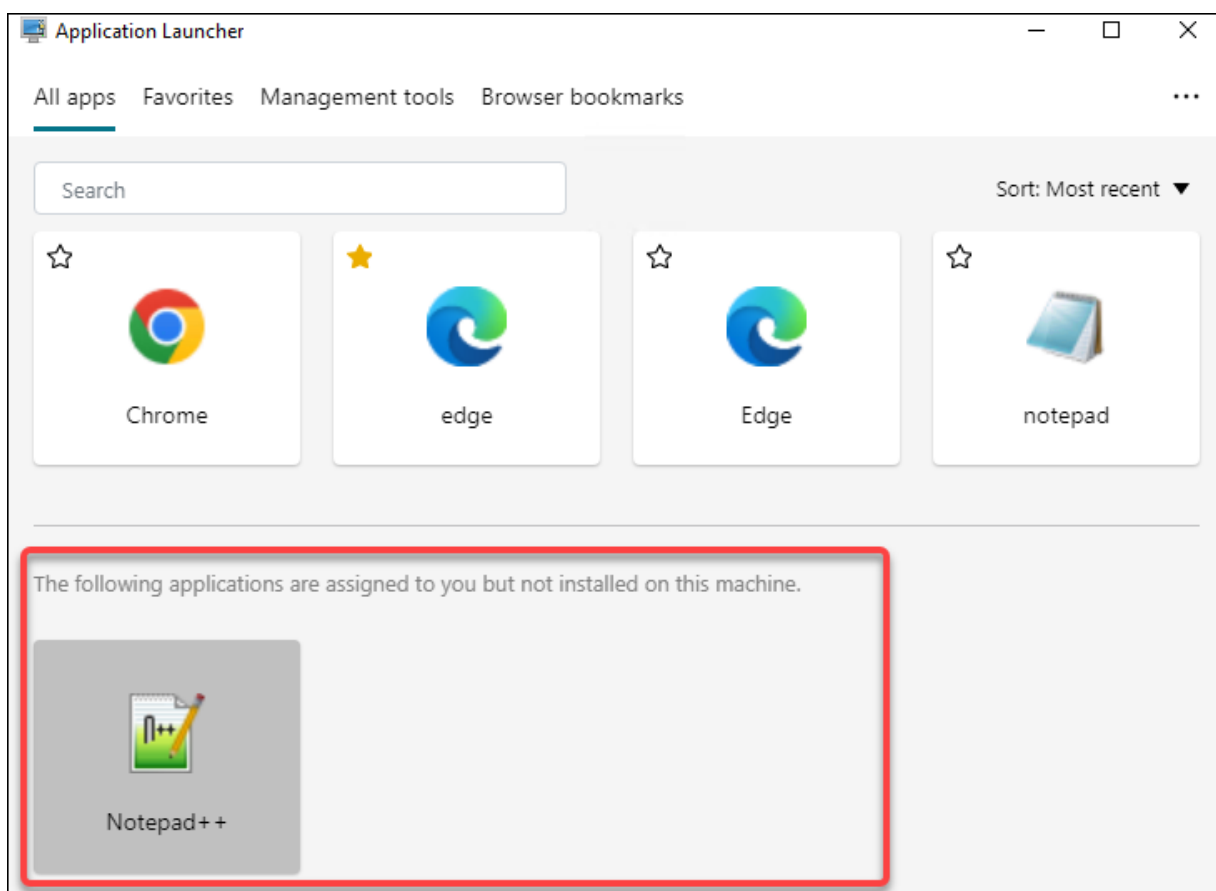 Application Launcher
All apps Favorites Management tools Browser bookmarks
Search
Sort: Most recent
Chrome
edge
Edge
notepad
The following applications are assigned to you but not installed on this machine.
n++
Notepad++